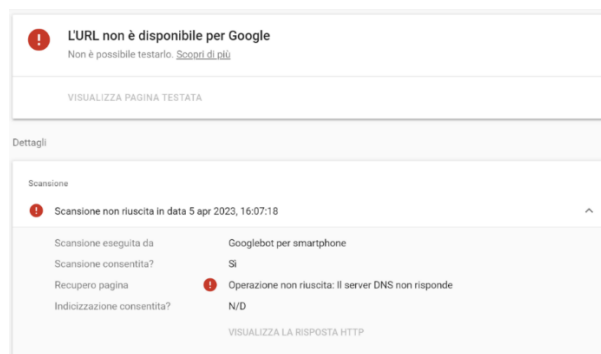 L'URL non è disponibile per Google
Non è possibile testarlo. Scopri di più
VISUALIZZA PAGINA TESTATA
Dettagli
Scansione
Scansione non riuscita in data 5 apr 2023, 16:07:18
Scansione eseguita da Googlebot per smartphone
Scansione consentita? Sì
Recupero pagina Operazione non riuscita: Il server DNS non risponde
Indicizzazione consentita? N/D
VISUALIZZA LA RISPOSTA HTTP